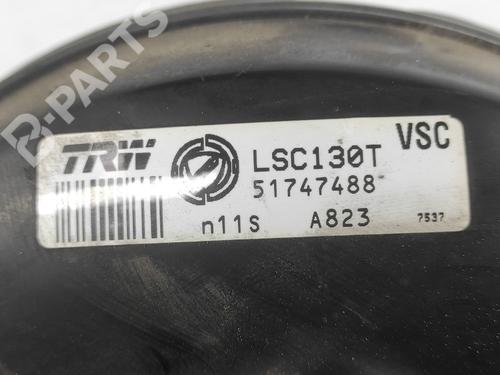 B-PARTS
TRW LSC130T VSC
51747488
n11S A823 7537